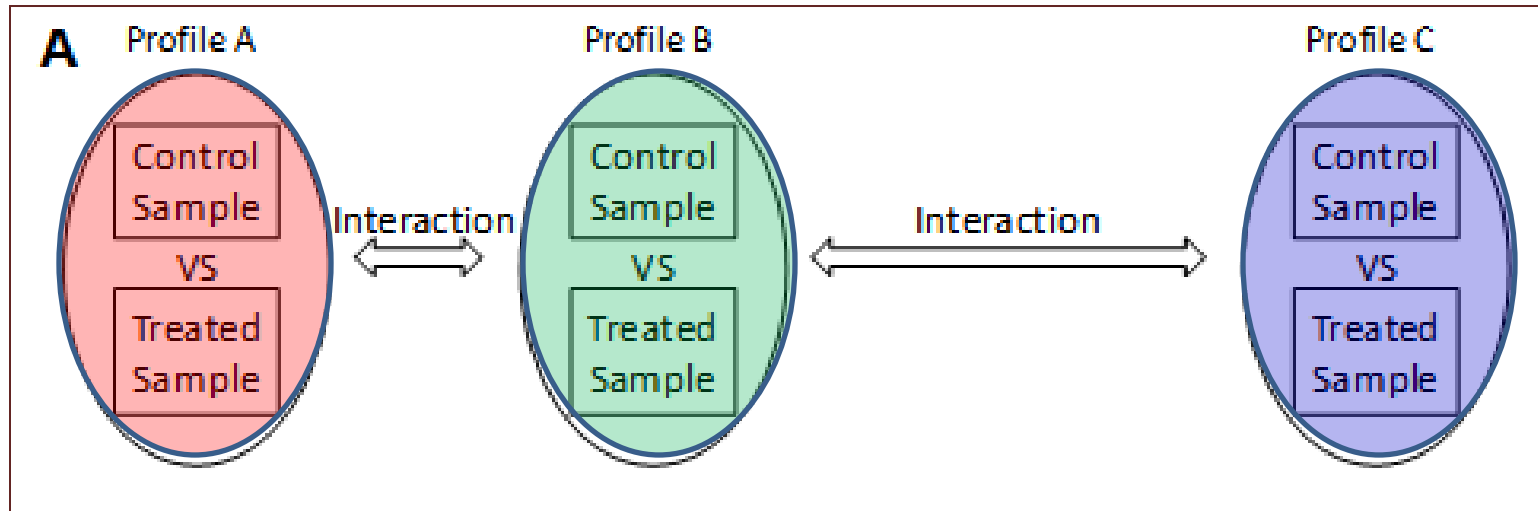 A
Profile A
Profile B
Profile C
Control
Sample
VS
Treated
Sample
Interaction
Control
Sample
VS
Treated
Sample
Interaction
Control
Sample
VS
Treated
Sample